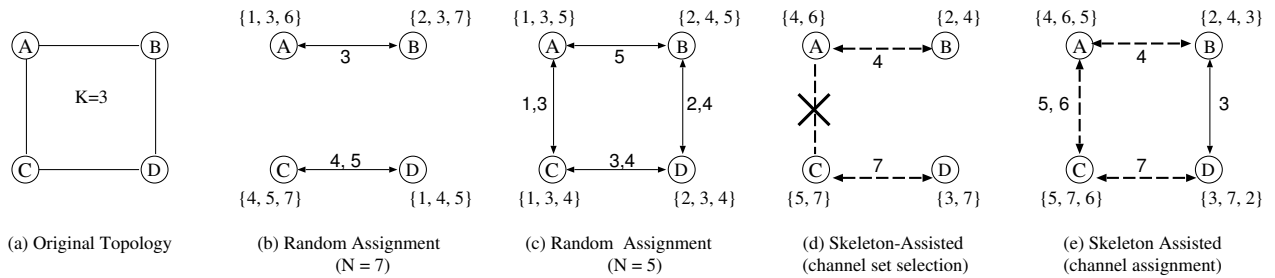 {1, 3, 6} {2, 3, 7} {1, 3, 5} {2, 4, 5} {4, 6} {2, 4} {4, 6, 5} {2, 4, 3}
A B A B A B A B A B
3 5 4 4
K=3 1,3 2,4 5, 6 3
4, 5 3,4 7 7
C D C D C D C D C D
{4, 5, 7} {1, 4, 5} {1, 3, 4} {2, 3, 4} {5, 7} {3, 7} {5, 7, 6} {3, 7, 2}
(a) Original Topology (b) Random Assignment (c) Random Assignment (d) Skeleton-Assisted (e) Skeleton Assisted
(N = 7) (N = 5) (channel set selection) (channel assignment)